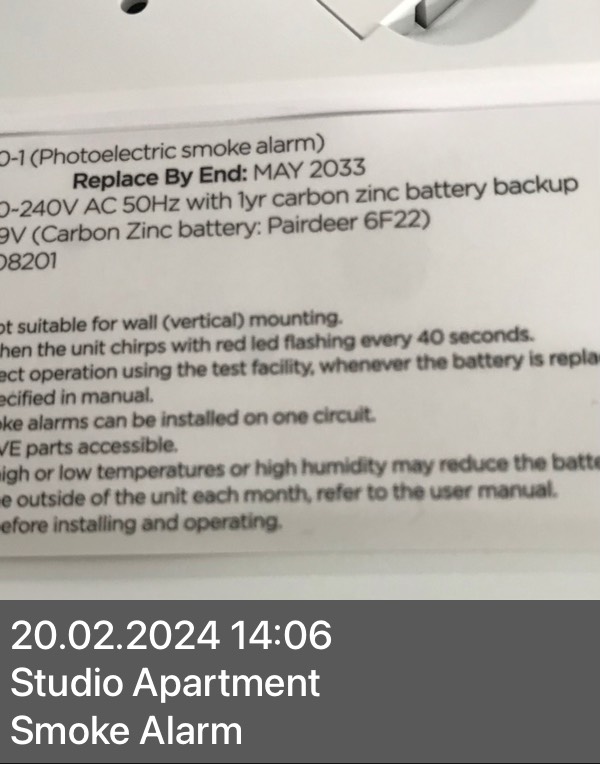 0-1 (Photoelectric smoke alarm)
Replace By End: MAY 2033
0-240V AC 50Hz with 1yr carbon zinc battery backup
9V (Carbon Zinc battery: Pairdeer 6F22)
08201
ot suitable for wall (vertical) mounting.
hen the unit chirps with red led flashing every 40 seconds.
ect operation using the test facility, whenever the battery is repla
ecified in manual.
oke alarms can be installed on one circuit.
VE parts accessible.
igh or low temperatures or high humidity may reduce the batte
e outside of the unit each month, refer to the user manual.
efore installing and operating.
20.02.2024 14:06
Studio Apartment
Smoke Alarm